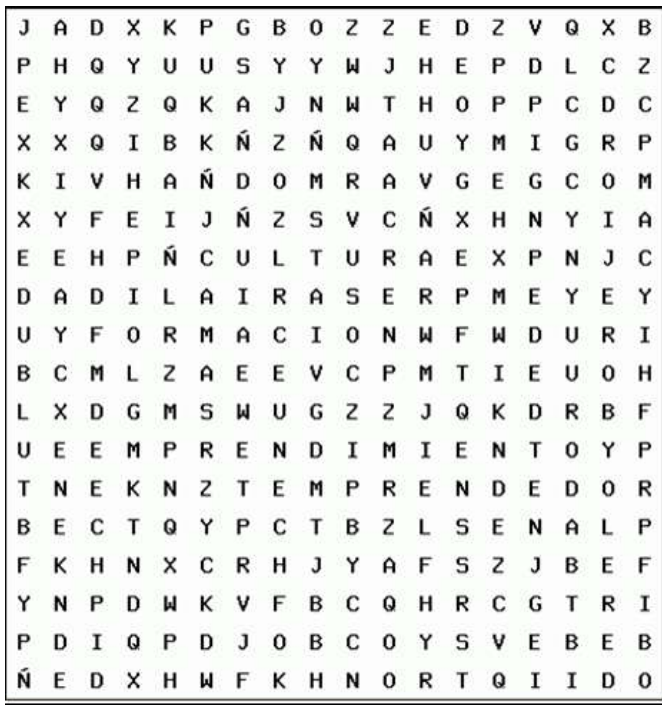 J A D X K P G B O Z Z E D Z V Q X B
P H Q Y U U S Y Y W J H E P D L C Z
E Y Q Z Q K A J N W T H O P P C D C
X X Q I B K Ñ Z Ñ Q A U Y M I G R P
K I V H A Ñ D O M R A V G E G C O M
X Y F E I J Ñ Z S V C Ñ X H N Y I A
E E H P Ñ C U L T U R A E X P N J C
D A D I L A I R A S E R P M E Y E Y
U Y F O R M A C I O N W F W D U R I
B C M L Z A E E V C P M T I E U O H
L X D G M S W U G Z Z J Q K D R B F
U E E M P R E N D I M I E N T O Y P
T N E K N Z T E M P R E N D E D O R
B E C T Q Y P C T B Z L S E N A L P
F K H N X C R H J Y A F S Z J B E F
Y N P D W K V F B C Q H R C G T R I
P D I Q P D J O B C O Y S V E B E B
Ñ E D X H W F K H N O R T Q I I D O